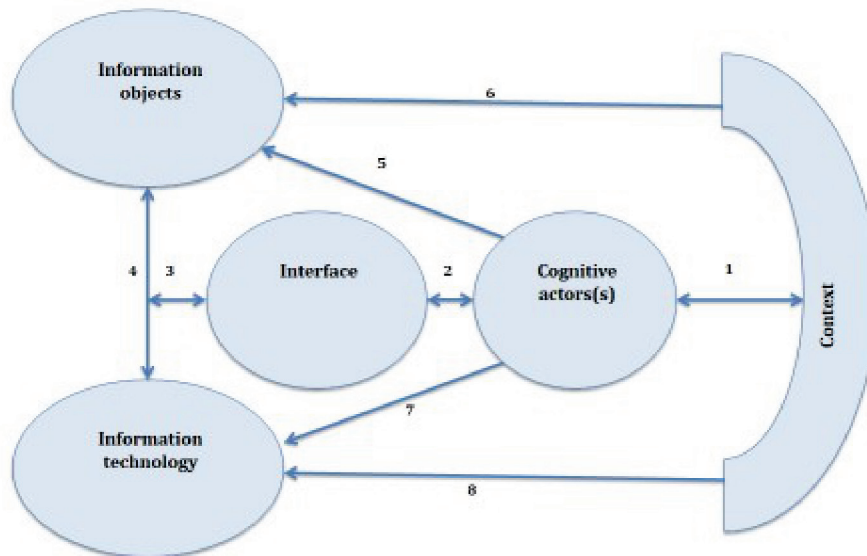 Information
objects
6
5
4
3
Interface
2
Cognitive
actors(s)
1
Context
7
Information
technology
8